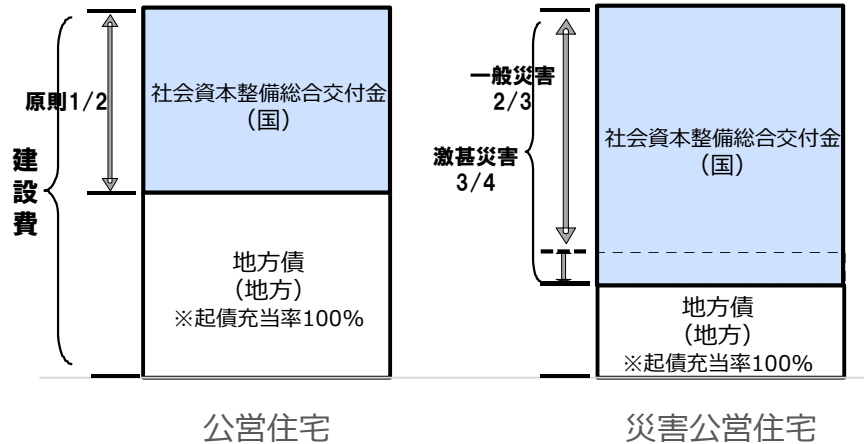 建設費
原則1/2
社会資本整備総合交付金
（国）
地方債
（地方）
※起債充当率100%
公営住宅
一般災害
2/3
激甚災害
3/4
社会資本整備総合交付金
（国）
地方債
（地方）
※起債充当率100%
災害公営住宅